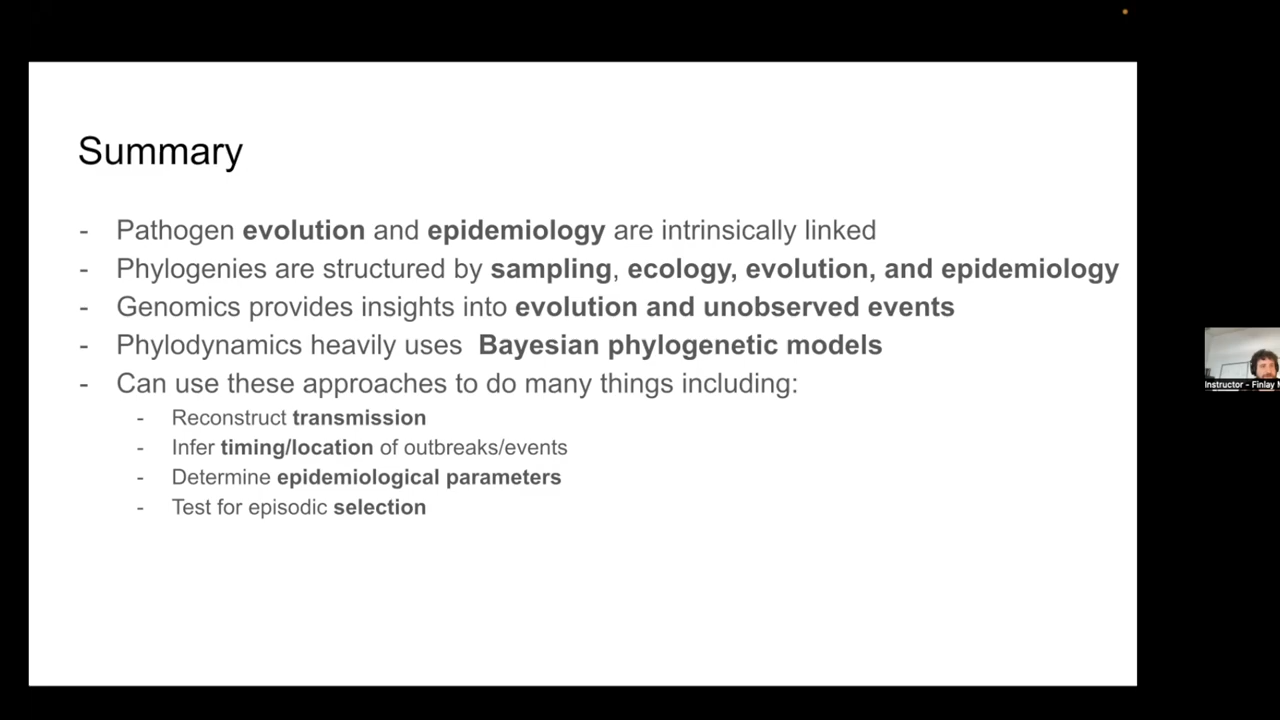 Summary
- Pathogen evolution and epidemiology are intrinsically linked
- Phylogenies are structured by sampling, ecology, evolution, and epidemiology
- Genomics provides insights into evolution and unobserved events
- Phylodynamics heavily uses Bayesian phylogenetic models
- Can use these approaches to do many things including:
- Reconstruct transmission
- Infer timing/location of outbreaks/events
- Determine epidemiological parameters
- Test for episodic selection
Instructor - Finlay M